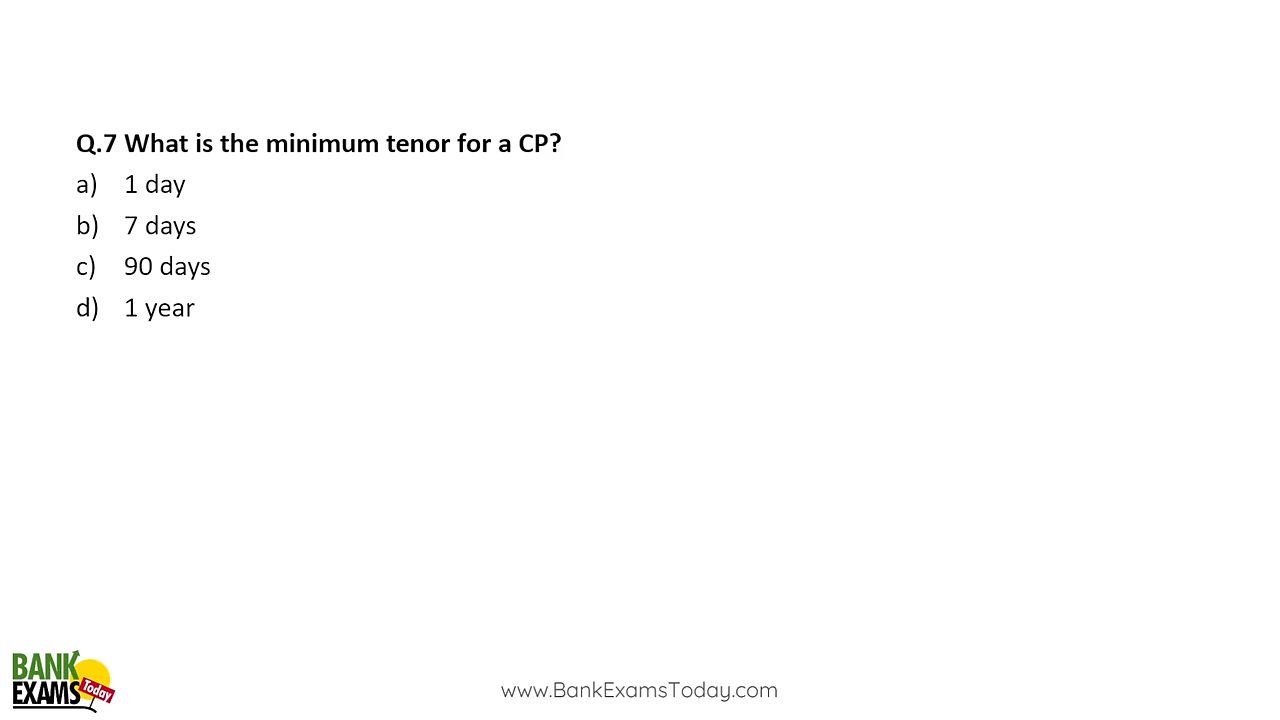 Q.7 What is the minimum tenor for a CP?
a) 1 day
b) 7 days
c) 90 days
d) 1 year
BANK
EXAMS Today
www.BankExamsToday.com